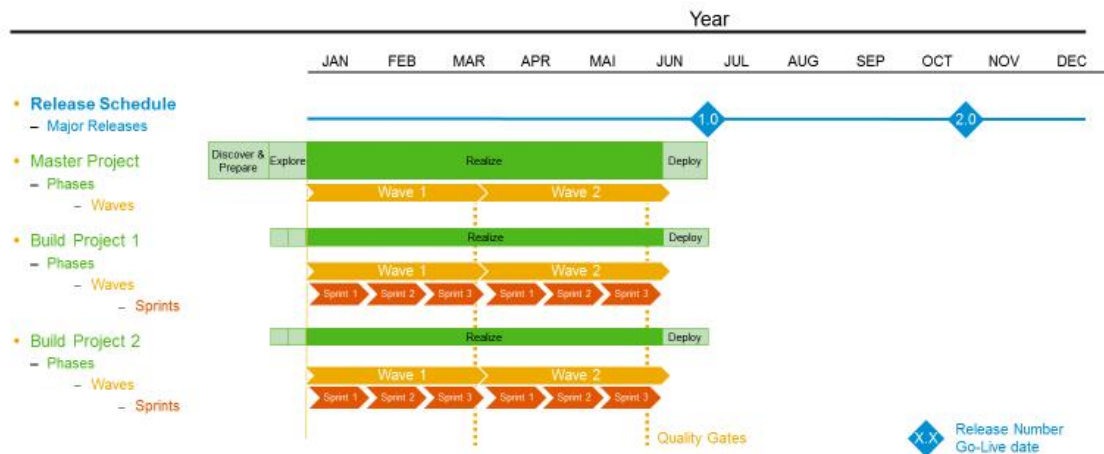 Year
JAN FEB MAR APR MAI JUN JUL AUG SEP OCT NOV DEC
• Release Schedule
– Major Releases
1.0 2.0
• Master Project
– Phases
– Waves
Discover & Prepare
Explore
Realize
Deploy
Wave 1 Wave 2
• Build Project 1
– Phases
– Waves
– Sprints
Realize
Deploy
Wave 1 Wave 2
Sprint 1 Sprint 2 Sprint 3 Sprint 1 Sprint 2 Sprint 3
• Build Project 2
– Phases
– Waves
– Sprints
Realize
Deploy
Wave 1 Wave 2
Sprint 1 Sprint 2 Sprint 3 Sprint 1 Sprint 2 Sprint 3
Quality Gates
X.X
Release Number
Go-Live date